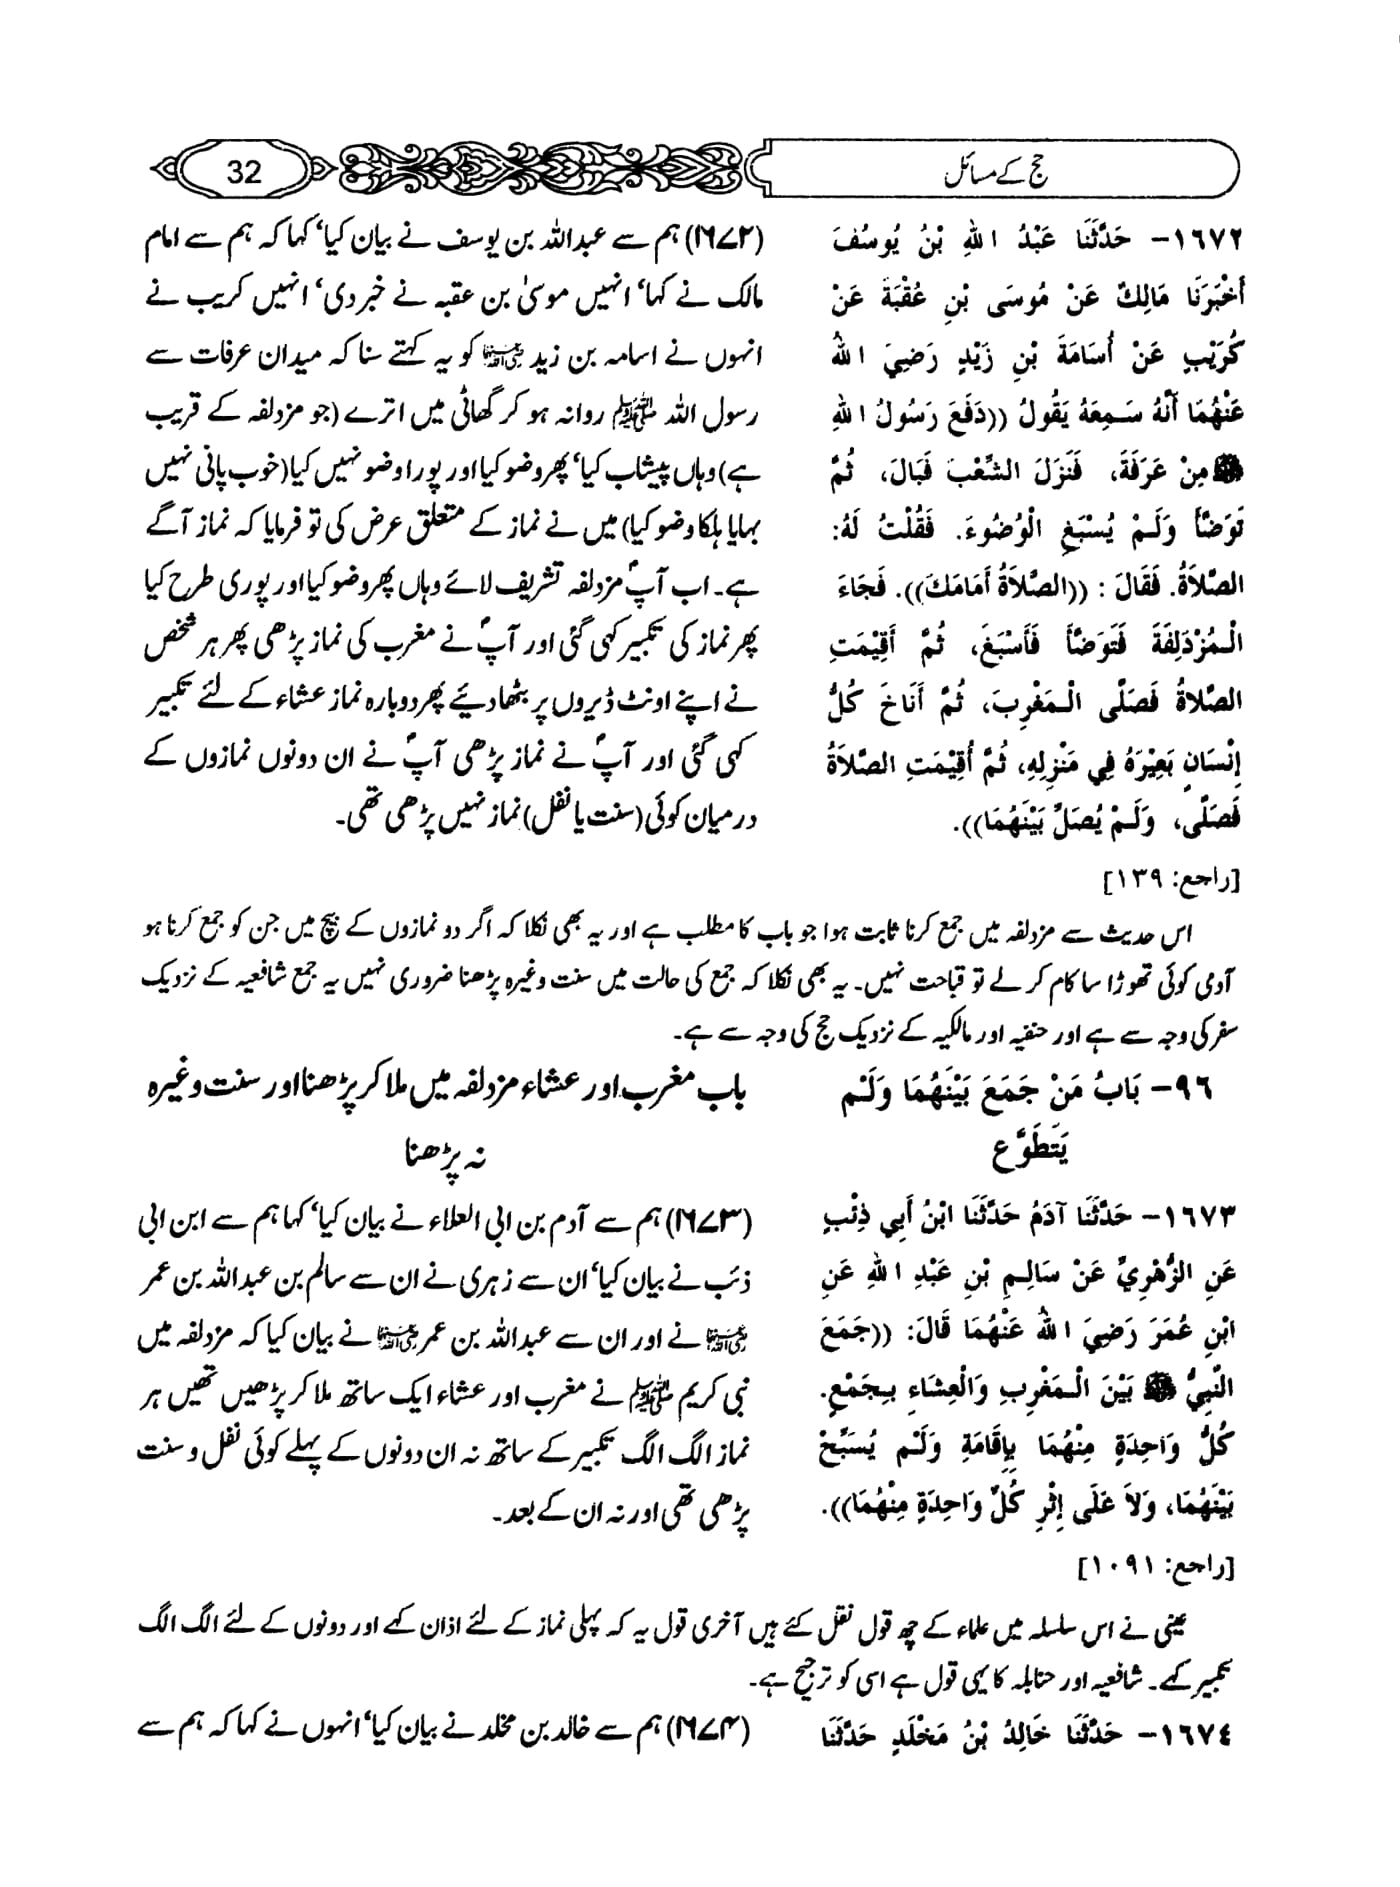 حج کے مسائل
32
١٦٧٢– حَدَّثَنَا عَبْدُ اللهِ بْنُ يُوسُفَ
أَخْبَرَنَا مَالِكٌ عَنْ مُوسَى بْنِ عُقْبَةَ عَنْ
كُرَيْبٍ عَنْ أُسَامَةَ بْنِ زَيْدٍ رَضِيَ اللهُ
عَنْهُمَا أَنَّهُ سَمِعَهُ يَقُولُ ((دَفَعَ رَسُولُ اللهِ
ﷺ مِنْ عَرَفَةَ، فَنَزَلَ الشِّعْبَ فَبَالَ، ثُمَّ
تَوَضَّأَ وَلَمْ يُسْبِغِ الْوُضُوءَ. فَقُلْتُ لَهُ:
الصَّلاَةُ. فَقَالَ : ((الصَّلاَةُ أَمَامَكَ)). فَجَاءَ
الْمُزْدَلِفَةَ فَتَوَضَّأَ فَأَسْبَغَ، ثُمَّ أُقِيْمَتِ
الصَّلاةُ فَصَلَّى الْمَغْرِبَ، ثُمَّ أَنَاخَ كُلُّ
إِنْسَانٍ بَعِيْرَهُ فِي مَنْزِلِهِ، ثُمَّ أُقِيْمَتِ الصَّلاَةُ
فَصَلَّى، وَلَمْ يُصَلِّ بَيْنَهُمَا)).
[راجع: ١٣٩]
(۱۶۷۲) ہم سے عبداللہ بن یوسف نے بیان کیا' کہا کہ ہم سے امام
مالک نے کہا' انہیں موسیٰ بن عقبہ نے خبر دی' انہیں کریب نے
انہوں نے اسامہ بن زید رضی اللہ عنہما کو یہ کہتے سنا کہ میدان عرفات سے
رسول اللہ ﷺ روانہ ہو کر گھاٹی میں اترے (جو مزدلفہ کے قریب
ہے) وہاں پیشاب کیا' پھر وضو کیا اور پورا وضو نہیں کیا (خوب پانی نہیں
بہایا ہلکا وضو کیا) میں نے نماز کے متعلق عرض کی تو فرمایا کہ نماز آگے
ہے۔ اب آپؐ مزدلفہ تشریف لائے وہاں پھر وضو کیا اور پوری طرح کیا
پھر نماز کی تکبیر کہی گئی اور آپؐ نے مغرب کی نماز پڑھی پھر ہر شخص
نے اپنے اونٹ ڈیروں پر بٹھا دیئے پھر دوبارہ نماز عشاء کے لئے تکبیر
کہی گئی اور آپؐ نے نماز پڑھی آپؐ نے ان دونوں نمازوں کے
درمیان کوئی (سنت یا نفل) نماز نہیں پڑھی تھی۔
اس حدیث سے مزدلفہ میں جمع کرنا ثابت ہوا جو باب کا مطلب ہے اور یہ بھی نکلا کہ اگر دو نمازوں کے بیچ میں جن کو جمع کرنا ہو
آدمی کوئی تھوڑا سا کام کر لے تو قباحت نہیں۔ یہ بھی نکلا کہ جمع کی حالت میں سنت وغیرہ پڑھنا ضروری نہیں یہ جمع شافعیہ کے نزدیک
سفر کی وجہ سے ہے اور حنفیہ اور مالکیہ کے نزدیک حج کی وجہ سے ہے۔
٩٦– بَابُ مَنْ جَمَعَ بَيْنَهُمَا وَلَمْ
يَتَطَوَّعْ
باب مغرب اور عشاء مزدلفہ میں ملا کر پڑھنا اور سنت وغیرہ
نہ پڑھنا
١٦٧٣– حَدَّثَنَا آدَمُ حَدَّثَنَا ابْنُ أَبِي ذِئْبٍ
عَنِ الزُّهْرِيِّ عَنْ سَالِمِ بْنِ عَبْدِ اللهِ عَنِ
ابْنِ عُمَرَ رَضِيَ اللهُ عَنْهُمَا قَالَ: ((جَمَعَ
النَّبِيُّ ﷺ بَيْنَ الْمَغْرِبِ وَالْعِشَاءِ بِجَمْعٍ.
كُلُّ وَاحِدَةٍ مِنْهُمَا بِإِقَامَةٍ وَلَمْ يُسَبِّحْ
بَيْنَهُمَا، وَلاَ عَلَى إِثْرِ كُلِّ وَاحِدَةٍ مِنْهُمَا)).
[راجع: ١٠٩١]
(۱۶۷۳) ہم سے آدم بن ابی العلاء نے بیان کیا' کہا ہم سے ابن ابی
ذئب نے بیان کیا' ان سے زہری نے ان سے سالم بن عبداللہ بن عمر
رضی اللہ عنہما نے اور ان سے عبداللہ بن عمر رضی اللہ عنہما نے بیان کیا کہ مزدلفہ میں
نبی کریم ﷺ نے مغرب اور عشاء ایک ساتھ ملا کر پڑھیں تھیں ہر
نماز الگ الگ تکبیر کے ساتھ نہ ان دونوں کے پہلے کوئی نفل و سنت
پڑھی تھی اور نہ ان کے بعد۔
عینی نے اس سلسلہ میں علماء کے چھ قول نقل کئے ہیں آخری قول یہ کہ پہلی نماز کے لئے اذان کہے اور دونوں کے لئے الگ الگ
تکبیر کہے۔ شافعیہ اور حنابلہ کا یہی قول ہے اسی کو ترجیح ہے۔
١٦٧٤– حَدَّثَنَا خَالِدُ بْنُ مَخْلَدٍ حَدَّثَنَا
(۱۶۷۴) ہم سے خالد بن مخلد نے بیان کیا' انہوں نے کہا کہ ہم سے